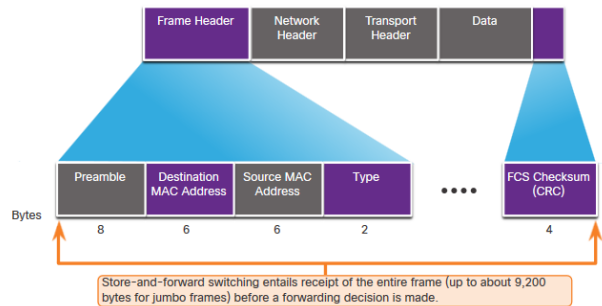 Frame Header
Network
Header
Transport
Header
Data
Preamble
Destination
MAC Address
Source MAC
Address
Type
FCS Checksum
(CRC)
Bytes
8
6
6
2
4
Store-and-forward switching entails receipt of the entire frame (up to about 9,200
bytes for jumbo frames) before a forwarding decision is made.